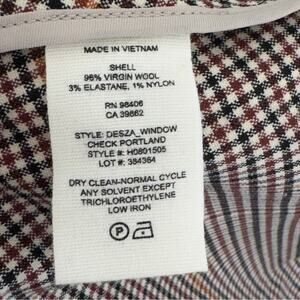 MADE IN VIETNAM
SHELL
96% VIRGIN WOOL
3% ELASTANE, 1% NYLON
RN 98406
CA 39862
STYLE: DESZA_WINDOW
CHECK PORTLAND
STYLE #: H0801505
LOT #: 384364
DRY CLEAN-NORMAL CYCLE
ANY SOLVENT EXCEPT
TRICHLOROETHYLENE
LOW IRON
P